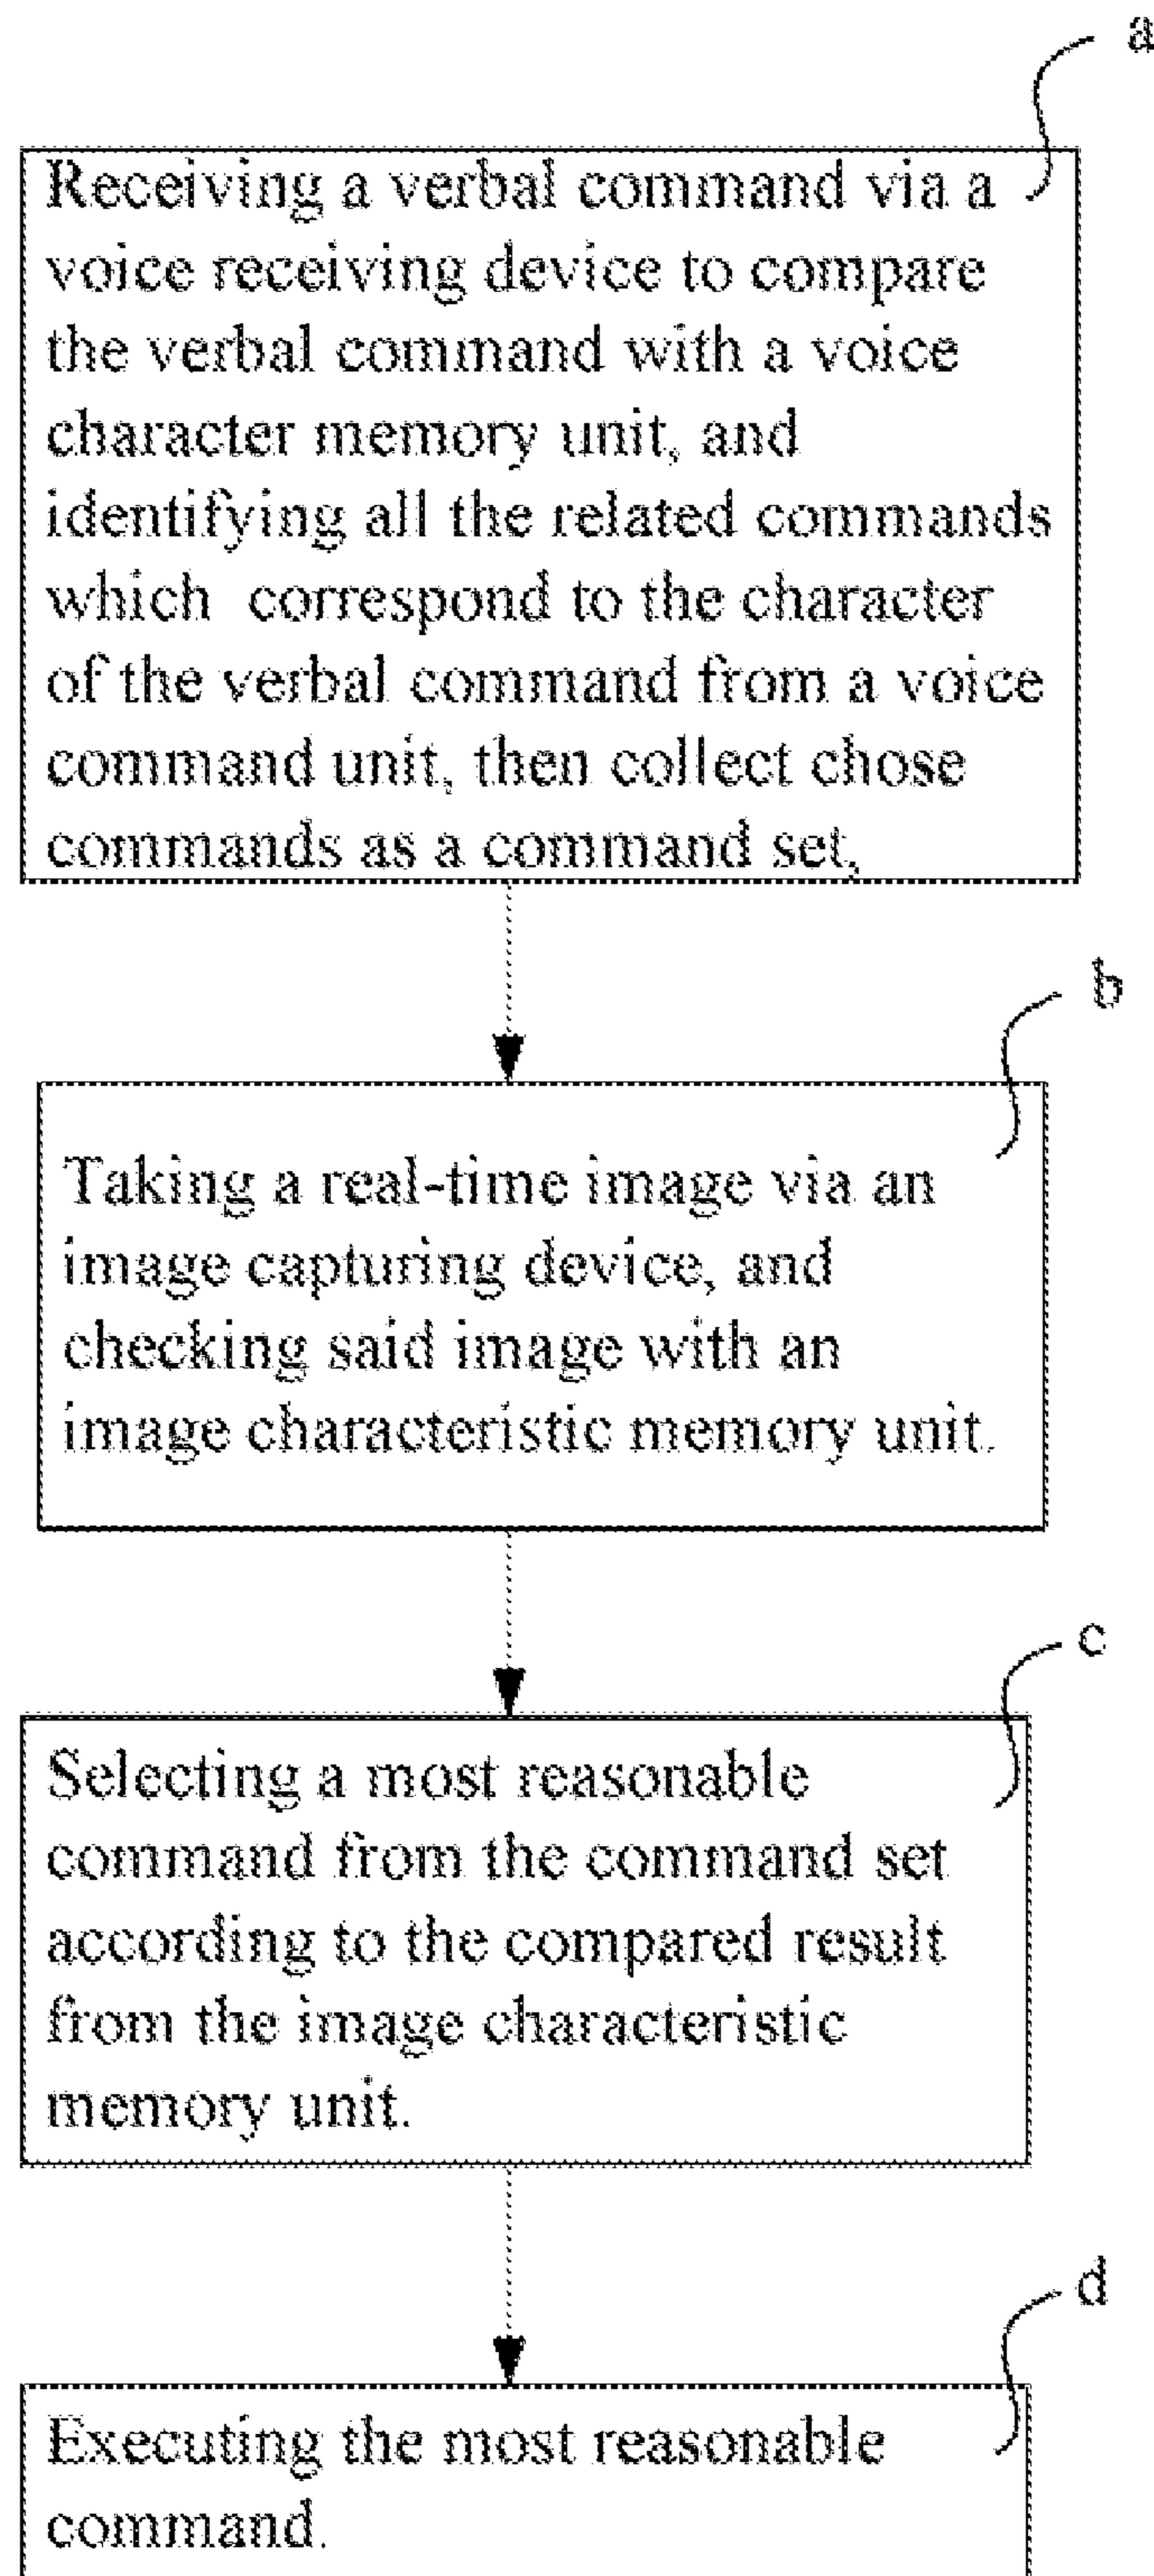 a
Receiving a verbal command via a
voice receiving device to compare
the verbal command with a voice
character memory unit, and
identifying all the related commands
which correspond to the character
of the verbal command from a voice
command unit, then collect chose
commands as a command set,
b
Taking a real-time image via an
image capturing device, and
checking said image with an
image characteristic memory unit.
c
Selecting a most reasonable
command from the command set
according to the compared result
from the image characteristic
memory unit.
d
Executing the most reasonable
command.